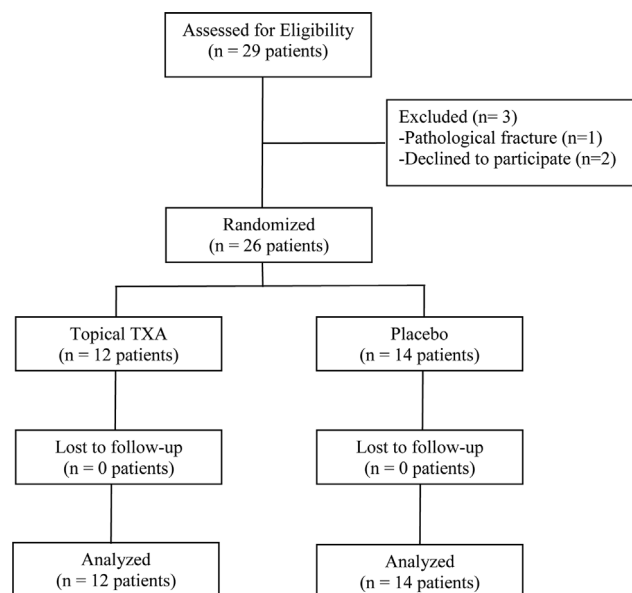 Assessed for Eligibility
(n = 29 patients)
Excluded (n= 3)
-Pathological fracture (n=1)
-Declined to participate (n=2)
Randomized
(n = 26 patients)
Topical TXA
(n = 12 patients)
Placebo
(n = 14 patients)
Lost to follow-up
(n = 0 patients)
Lost to follow-up
(n = 0 patients)
Analyzed
(n = 12 patients)
Analyzed
(n = 14 patients)